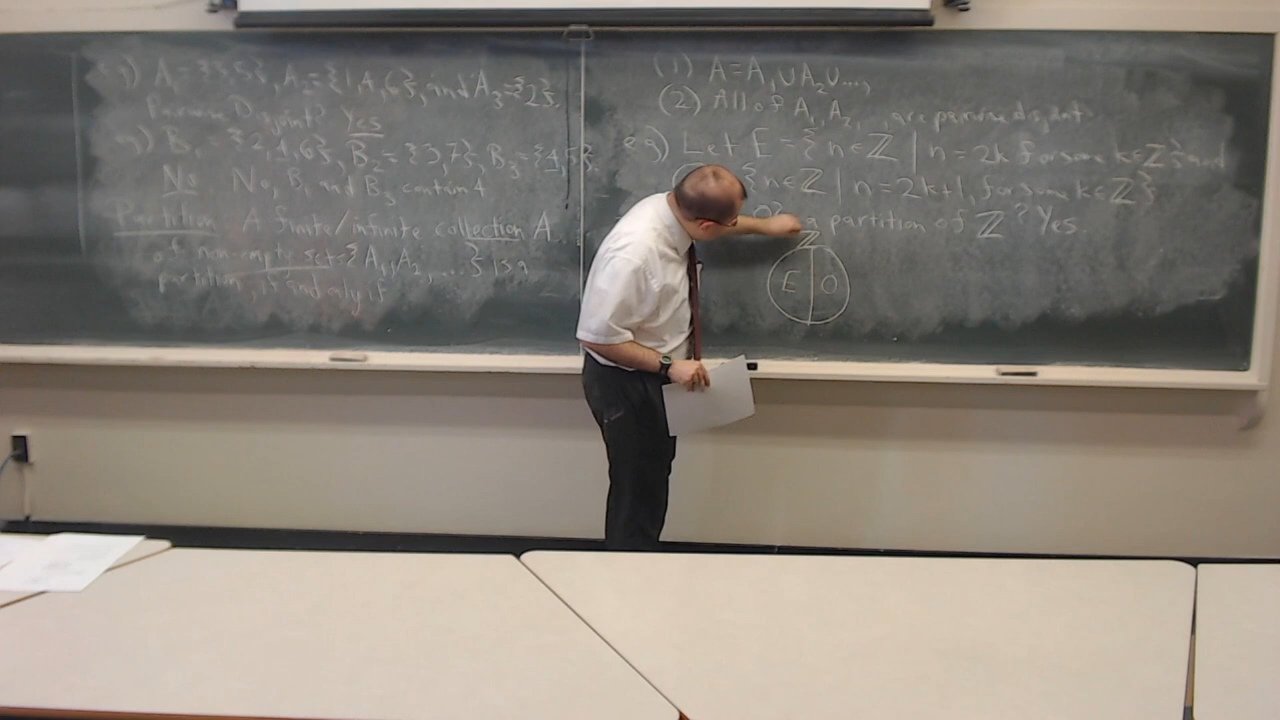 e.g) A₁={3,5}, A₂={1,4,6}, and A₃={2},
Pairwise Disjoint? Yes
B₁={2,4,6}, B₂={3,7}, B₃={4,5}
No No, B₁ and B₃ contain 4
Partition A finite/infinite collection A
of non-empty sets {A₁,A₂, ...} is a
partition, if and only if
(1) A=A₁∪A₂∪...,
(2) All of A₁, A₂, are pairwise disjoint
eg) Let E = {n∈ℤ | n=2k for some k∈ℤ} and
{n∈ℤ | n=2k+1, for some k∈ℤ}
O} a partition of ℤ? Yes.
ℤ
E O